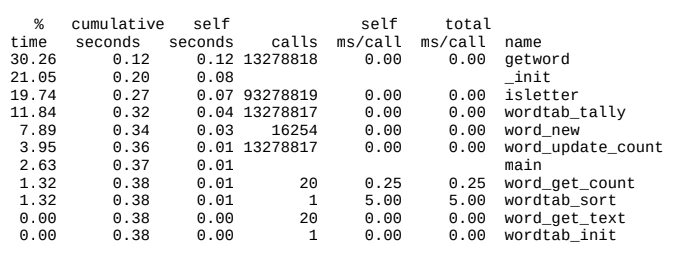 %   cumulative   self              self     total
time   seconds   seconds    calls  ms/call  ms/call  name
30.26      0.12     0.12 13278818     0.00     0.00  getword
21.05      0.20     0.08                             _init
19.74      0.27     0.07 93278819     0.00     0.00  isletter
11.84      0.32     0.04 13278817     0.00     0.00  wordtab_tally
 7.89      0.34     0.03    16254     0.00     0.00  word_new
 3.95      0.36     0.01 13278817     0.00     0.00  word_update_count
 2.63      0.37     0.01                             main
 1.32      0.38     0.01       20     0.25     0.25  word_get_count
 1.32      0.38     0.01        1     5.00     5.00  wordtab_sort
 0.00      0.38     0.00       20     0.00     0.00  word_get_text
 0.00      0.38     0.00        1     0.00     0.00  wordtab_init